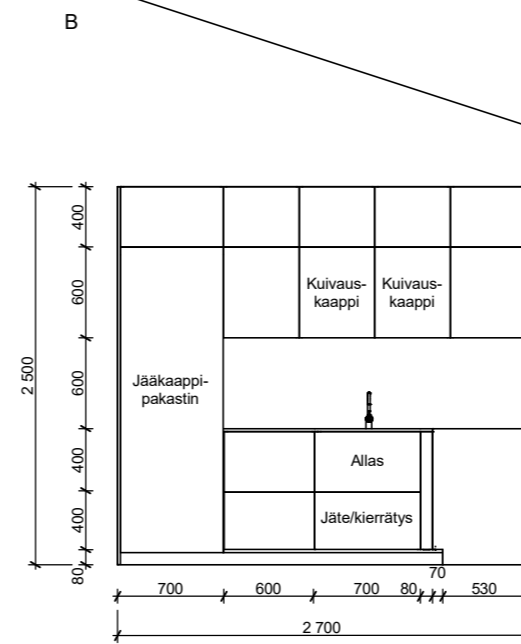 B
400
600
600
400
400
80
2 500
Kuivaus-
kaappi
Kuivaus-
kaappi
Jääkaappi-
pakastin
Allas
Jäte/kierrätys
70
700
600
700
80
530
2 700